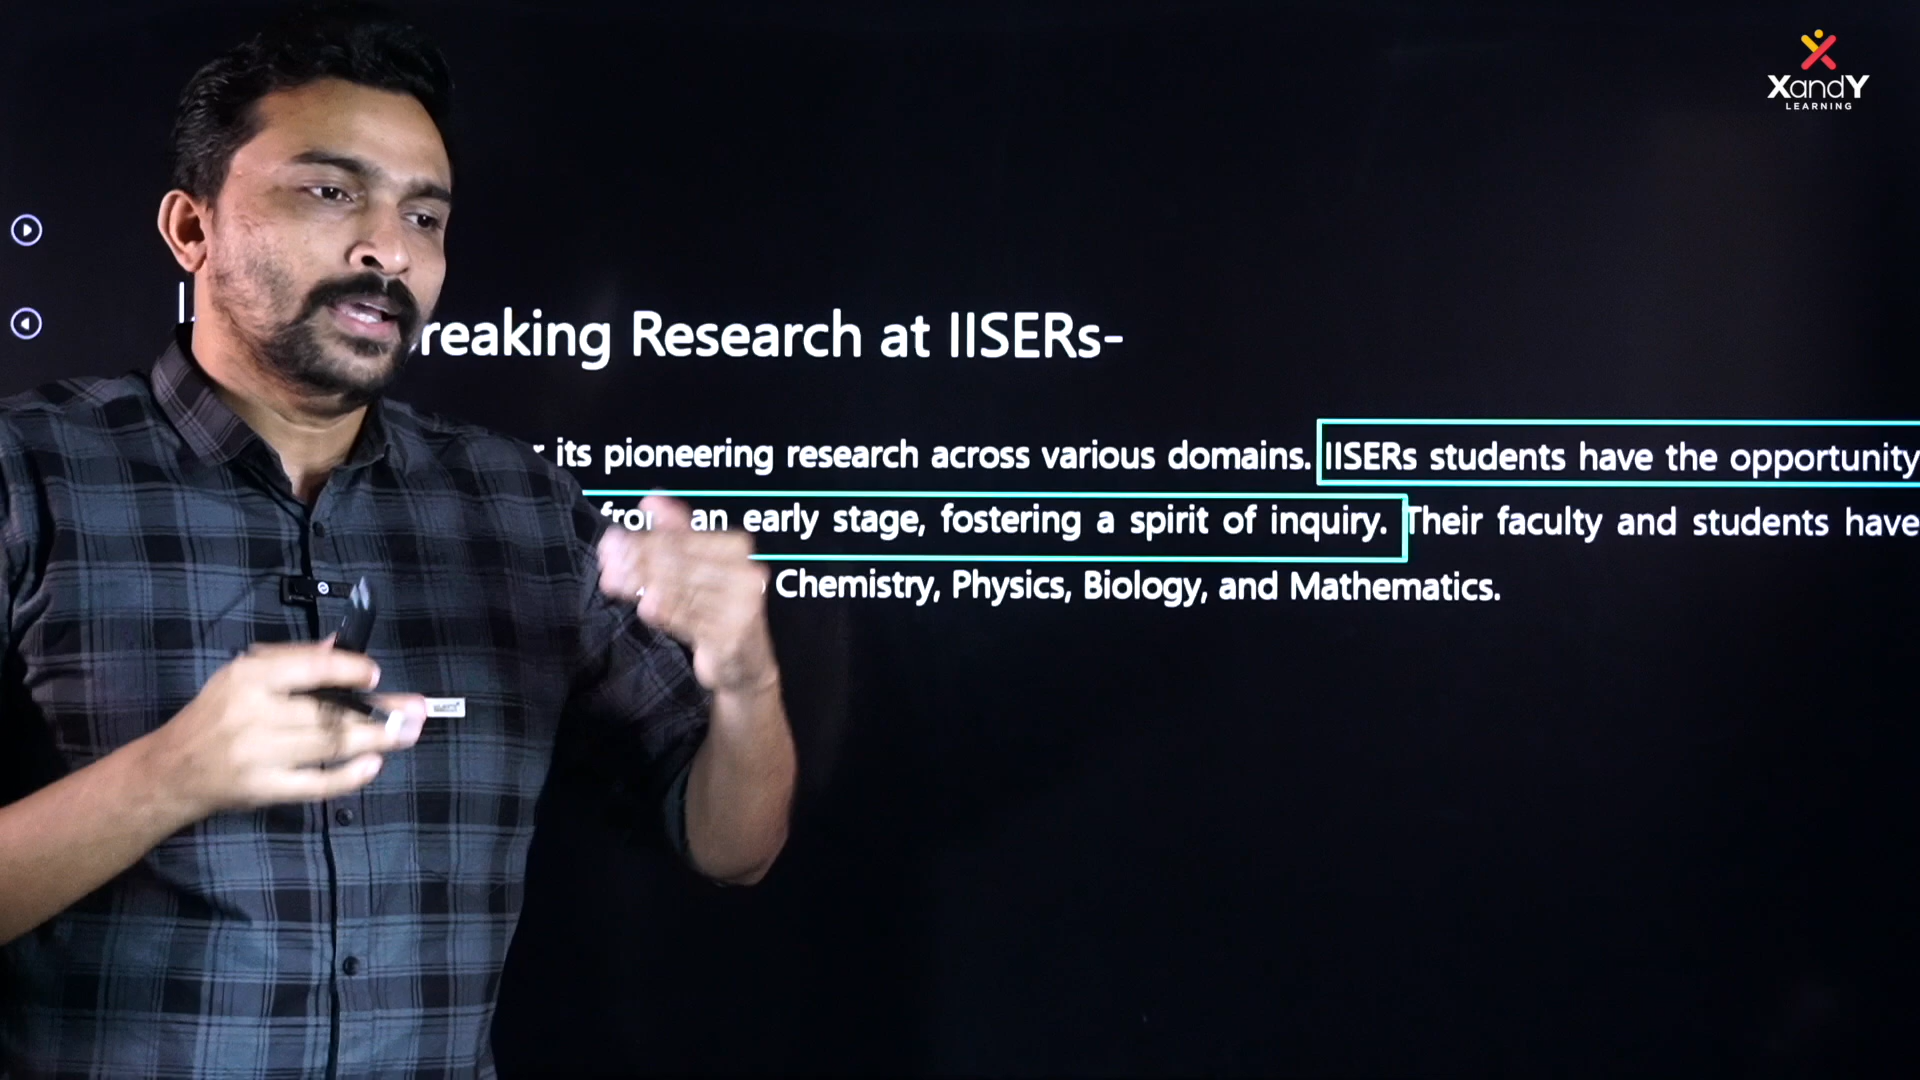 XandY
LEARNING
reaking Research at IISERs-
its pioneering research across various domains. IISERs students have the opportunity
from an early stage, fostering a spirit of inquiry. Their faculty and students have
Chemistry, Physics, Biology, and Mathematics.